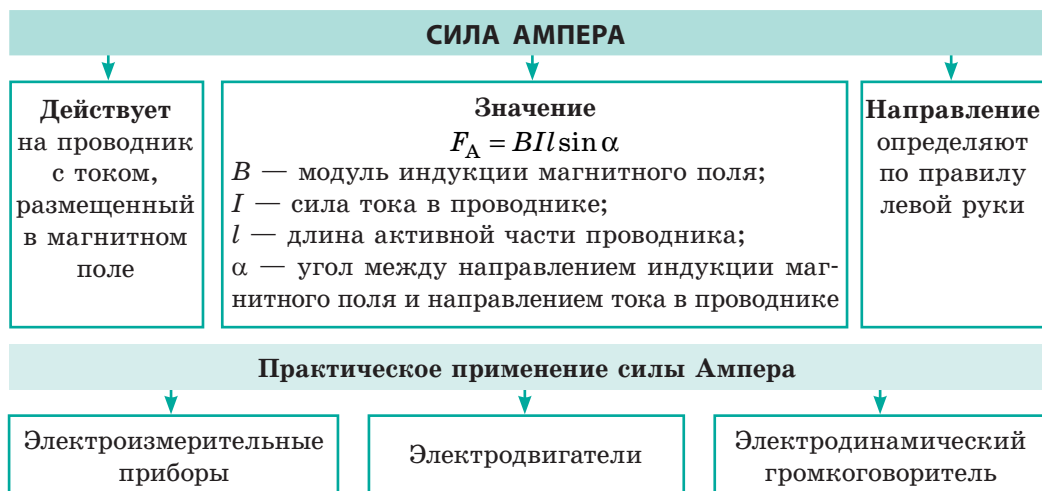 СИЛА АМПЕРА
Действует
на проводник
с током,
размещенный
в магнитном
поле
Значение
F_А = BIl sin α
B — модуль индукции магнитного поля;
I — сила тока в проводнике;
l — длина активной части проводника;
α — угол между направлением индукции маг-
нитного поля и направлением тока в проводнике
Направление
определяют
по правилу
левой руки
Практическое применение силы Ампера
Электроизмерительные
приборы
Электродвигатели
Электродинамический
громкоговоритель